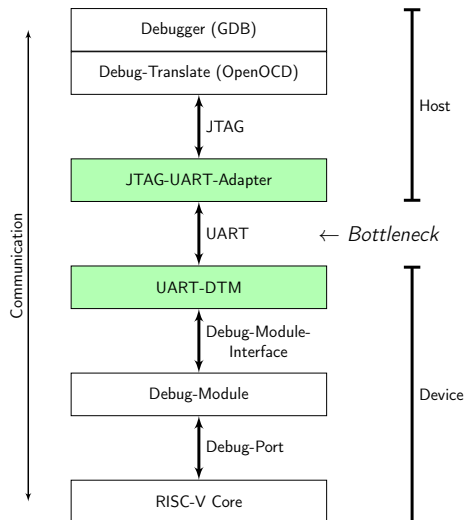 Debugger (GDB)
Debug-Translate (OpenOCD)
JTAG
Host
JTAG-UART-Adapter
UART
← Bottleneck
Communication
UART-DTM
Debug-Module-
Interface
Debug-Module
Device
Debug-Port
RISC-V Core